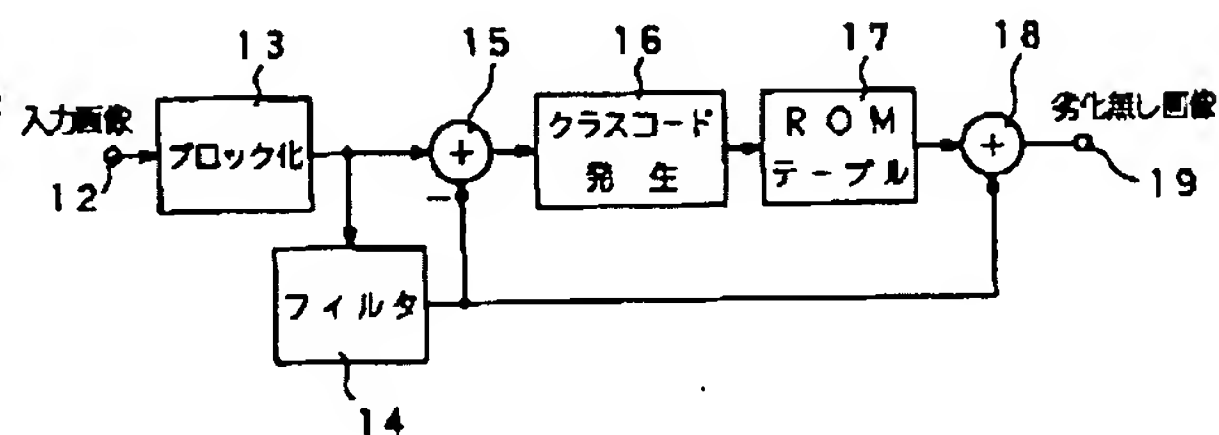 13
15
16
17
18
入力画像
12
ブロック化
+
−
クラスコード
発生
ROM
テーブル
+
劣化無し画像
19
フィルタ
14